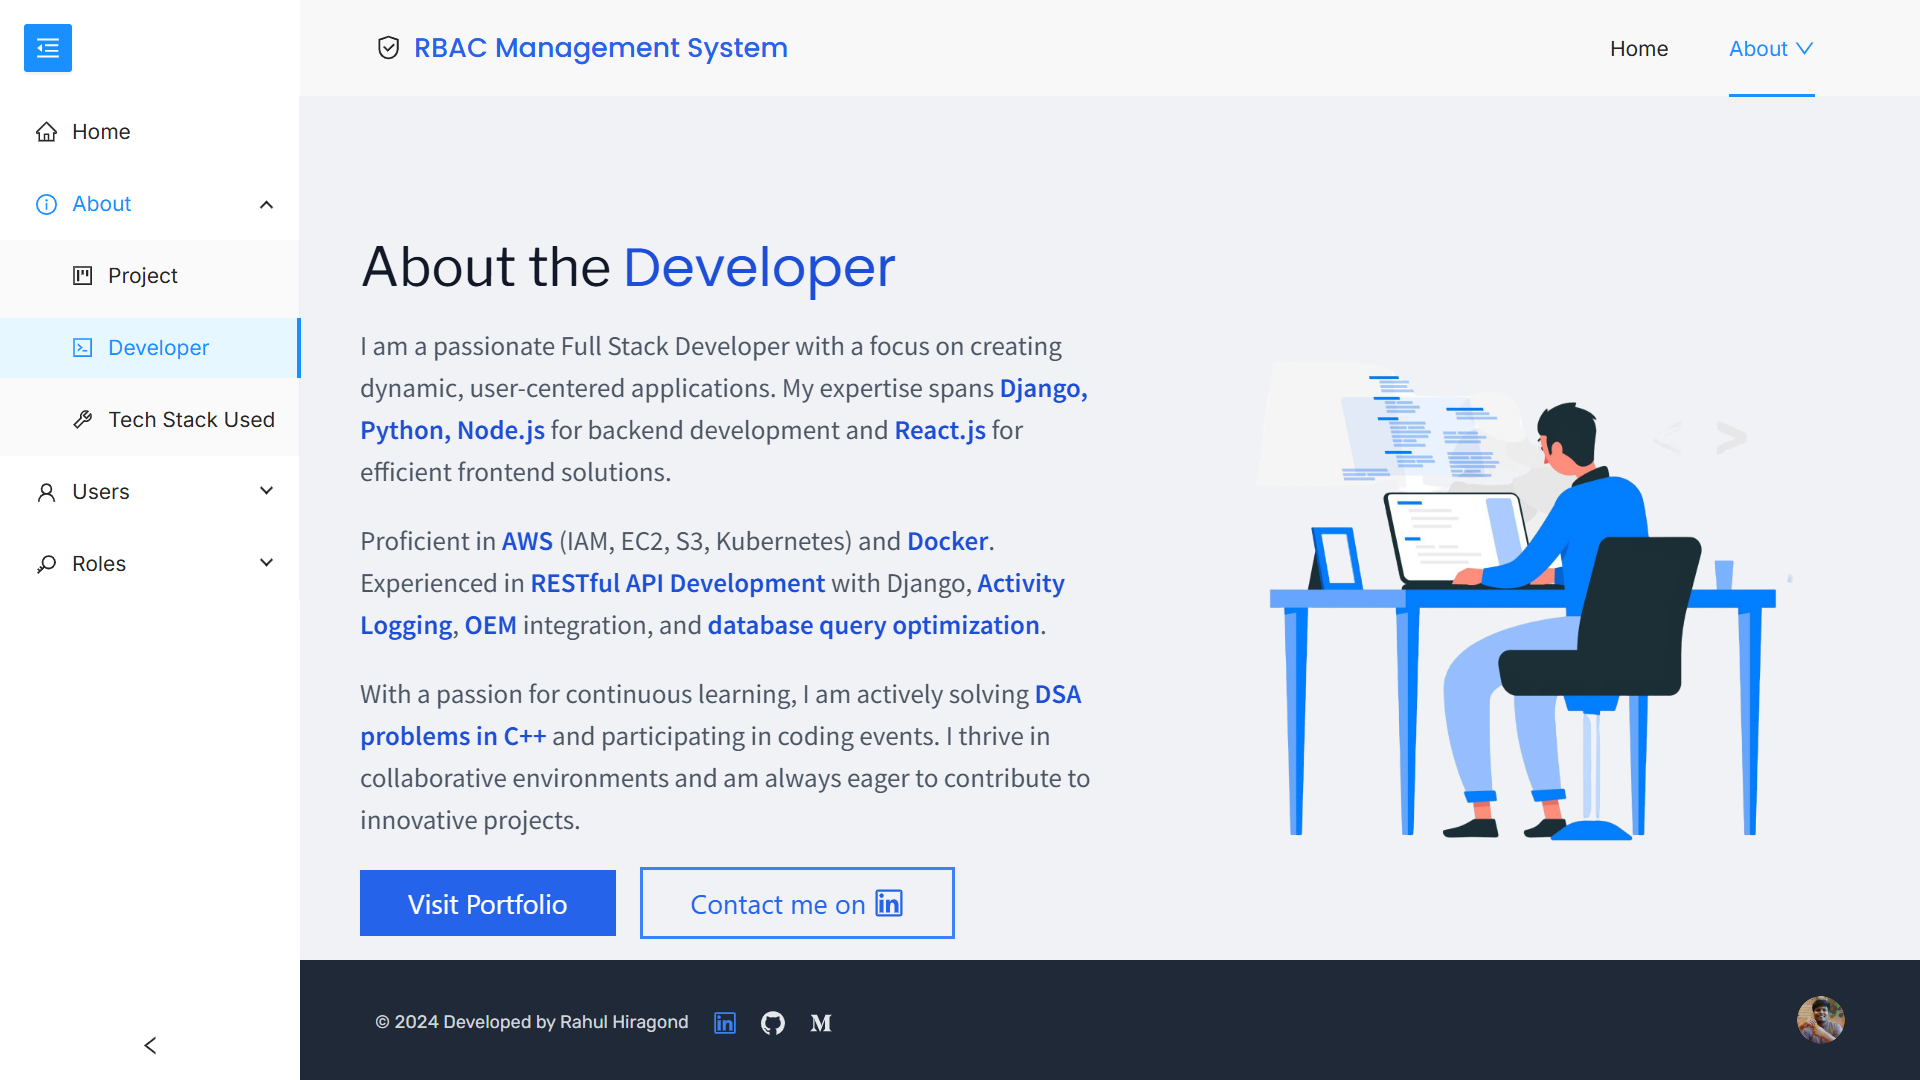 RBAC Management System
Home
About
Home
About
Project
Developer
Tech Stack Used
Users
Roles
About the Developer
I am a passionate Full Stack Developer with a focus on creating
dynamic, user-centered applications. My expertise spans Django,
Python, Node.js for backend development and React.js for
efficient frontend solutions.
Proficient in AWS (IAM, EC2, S3, Kubernetes) and Docker.
Experienced in RESTful API Development with Django, Activity
Logging, OEM integration, and database query optimization.
With a passion for continuous learning, I am actively solving DSA
problems in C++ and participating in coding events. I thrive in
collaborative environments and am always eager to contribute to
innovative projects.
Visit Portfolio
Contact me on in
© 2024 Developed by Rahul Hiragond in M